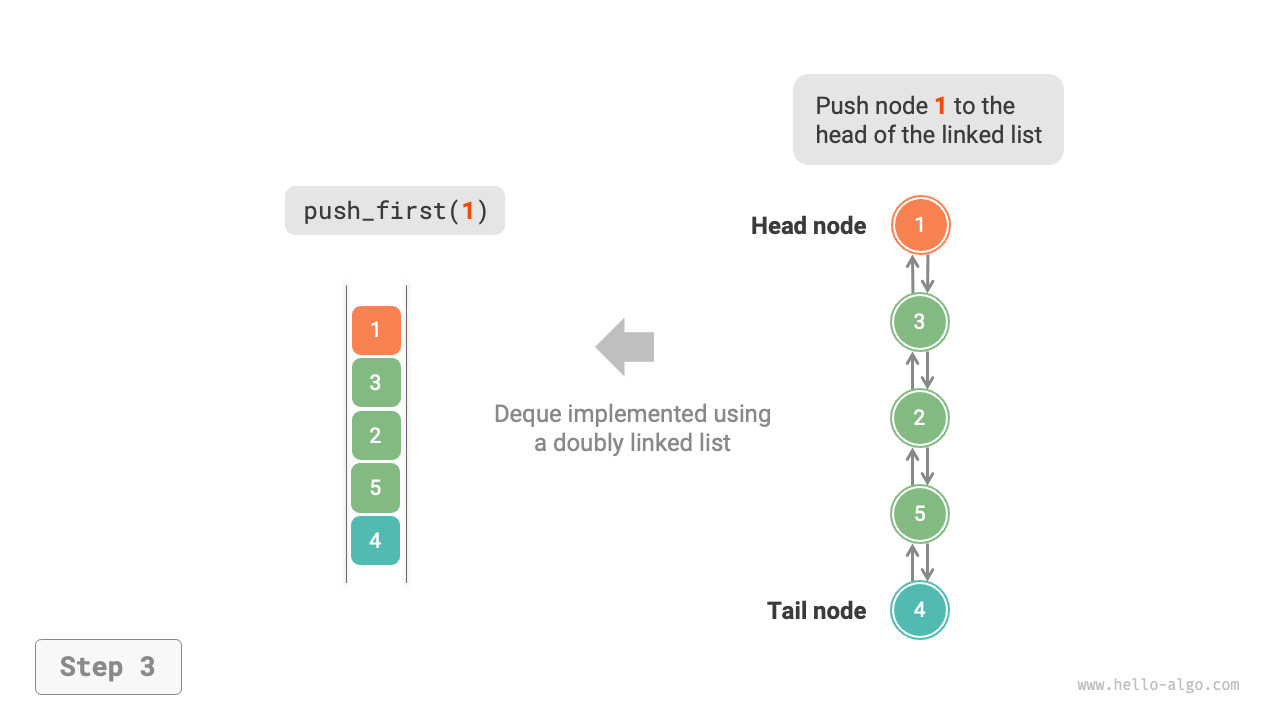 Push node 1 to the
head of the linked list
push_first(1)
Head node
1
3
2
5
4
Tail node
1
3
2
5
4
Deque implemented using
a doubly linked list
Step 3
www.hello-algo.com